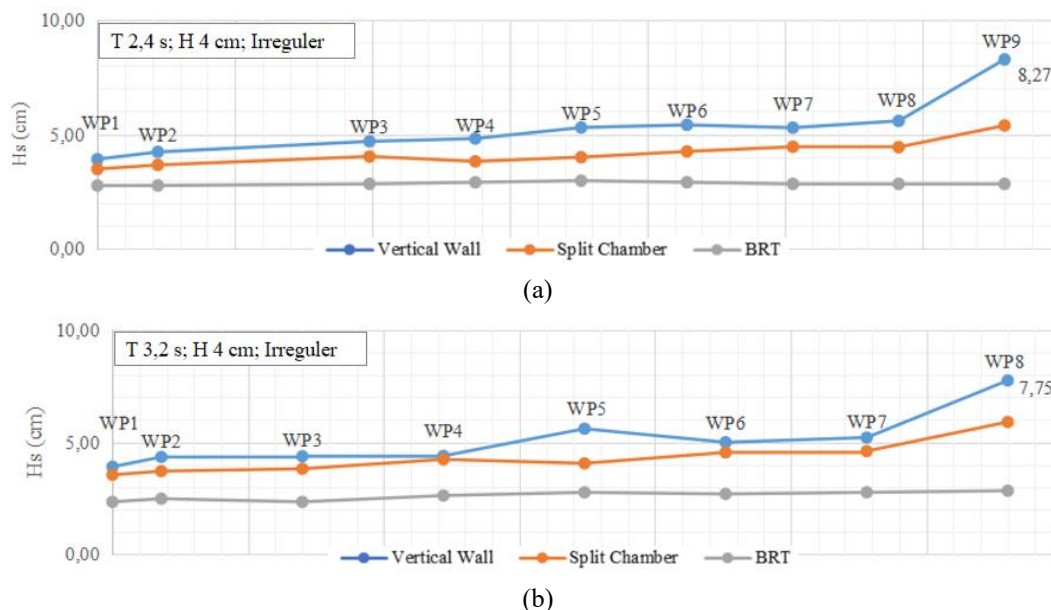 (a)
10,00
T 2,4 s; H 4 cm; Irreguler
WP9
8,27
WP1
WP2
WP3
WP4
WP5
WP6
WP7
WP8
5,00
Hs (cm)
0,00
Vertical Wall
Split Chamber
BRT
(a)
10,00
T 3,2 s; H 4 cm; Irreguler
WP8
7,75
WP1
WP2
WP3
WP4
WP5
WP6
WP7
5,00
Hs (cm)
0,00
Vertical Wall
Split Chamber
BRT
(b)